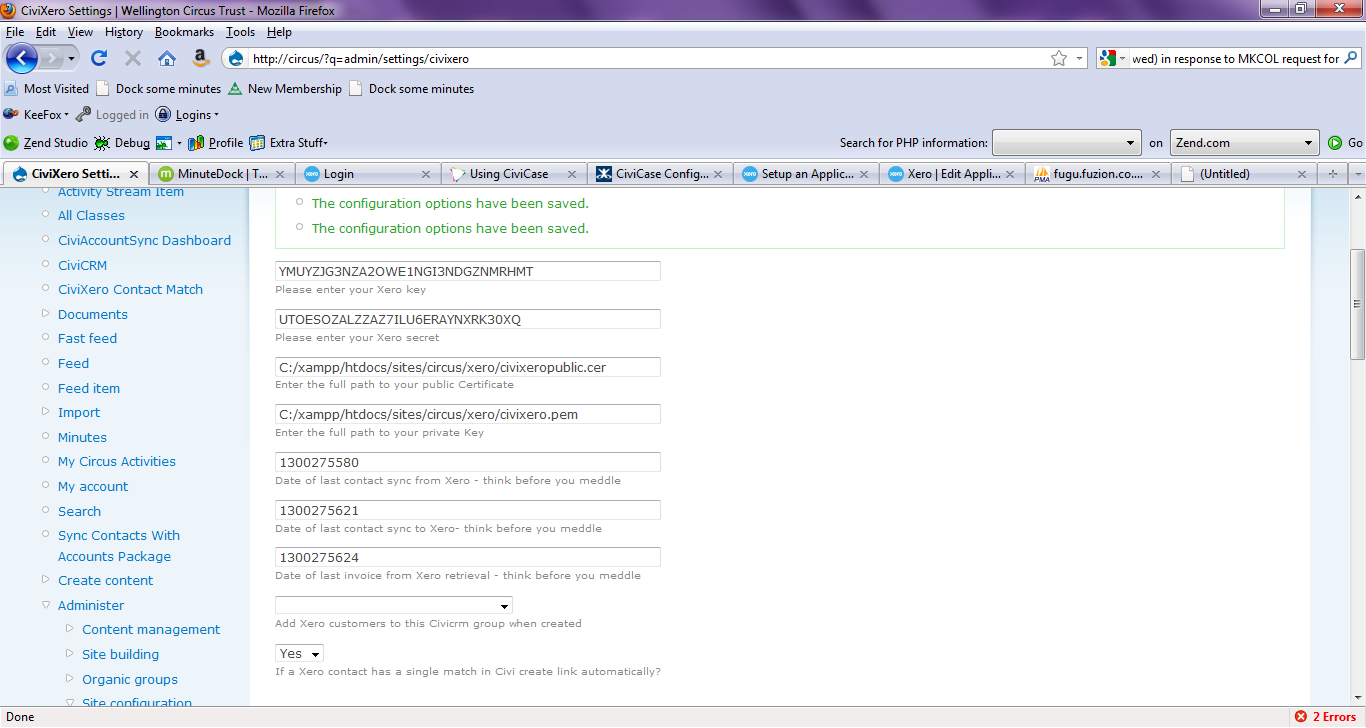 CiviXero Settings | Wellington Circus Trust - Mozilla Firefox
File Edit View History Bookmarks Tools Help
http://circus/?q=admin/settings/civixero
wed) in response to MKCOL request for
Most Visited Dock some minutes New Membership Dock some minutes
KeeFox Logged in Logins
Zend Studio Debug Profile Extra Stuff
Search for PHP information: on Zend.com Go
CiviXero Setti... MinuteDock | T... Login Using CiviCase CiviCase Config... Setup an Applic... Xero | Edit Appli... fugu.fuzion.co.... (Untitled)
Activity Stream Item
All Classes
CiviAccountSync Dashboard
CiviCRM
CiviXero Contact Match
Documents
Fast feed
Feed
Feed item
Import
Minutes
My Circus Activities
My account
Search
Sync Contacts With
Accounts Package
Create content
Administer
Content management
Site building
Organic groups
Site configuration
The configuration options have been saved.
The configuration options have been saved.
YMUYZJG3NZA2OWE1NGI3NDGZNMRHMT
Please enter your Xero key
UTOESOZALZZAZ7ILU6ERAYNXRK30XQ
Please enter your Xero secret
C:/xampp/htdocs/sites/circus/xero/civixeropublic.cer
Enter the full path to your public Certificate
C:/xampp/htdocs/sites/circus/xero/civixero.pem
Enter the full path to your private Key
1300275580
Date of last contact sync from Xero - think before you meddle
1300275621
Date of last contact sync to Xero- think before you meddle
1300275624
Date of last invoice from Xero retrieval - think before you meddle
Add Xero customers to this Civicrm group when created
Yes
If a Xero contact has a single match in Civi create link automatically?
Done
2 Errors